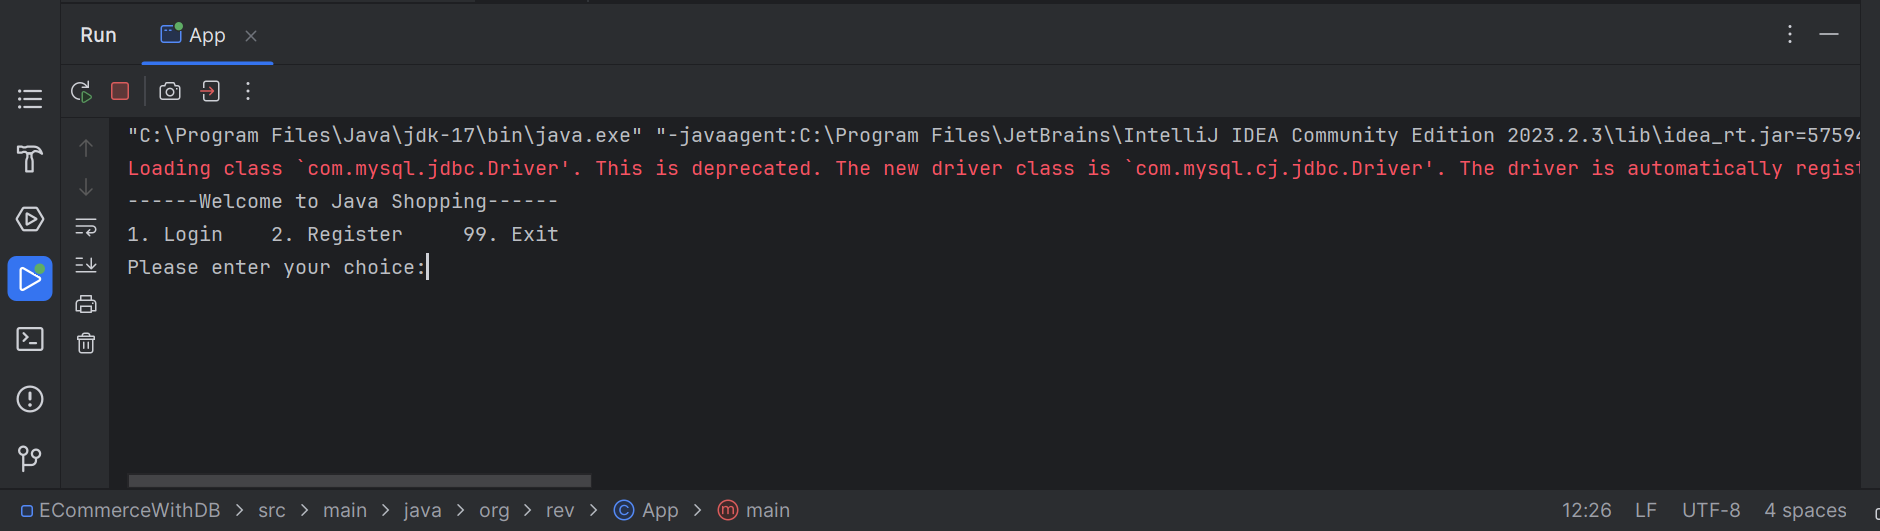 Run App
"C:\Program Files\Java\jdk-17\bin\java.exe" "-javaagent:C:\Program Files\JetBrains\IntelliJ IDEA Community Edition 2023.2.3\lib\idea_rt.jar=5759
Loading class `com.mysql.jdbc.Driver'. This is deprecated. The new driver class is `com.mysql.cj.jdbc.Driver'. The driver is automatically regis
------Welcome to Java Shopping------
1. Login    2. Register     99. Exit
Please enter your choice:
ECommerceWithDB > src > main > java > org > rev > App > main 12:26 LF UTF-8 4 spaces